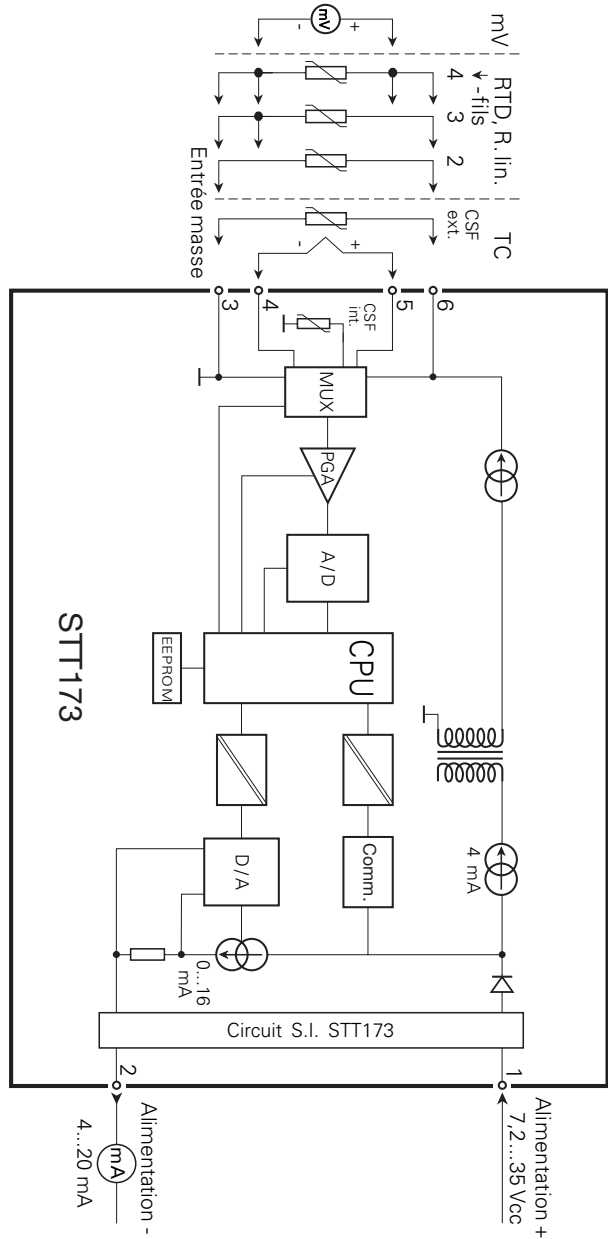 mV
- +
mV
RTD, R. lin.
- fils
4
3
2
TC
CSF
ext.
- +
Entrée masse
3
4
5
6
CSF
int.
MUX
PGA
A/D
CPU
EEPROM
STT173
Comm.
D/A
4 mA
0...16
mA
Circuit S.I. STT173
1
2
Alimentation +
7,2...35 Vcc
Alimentation -
4...20 mA
mA